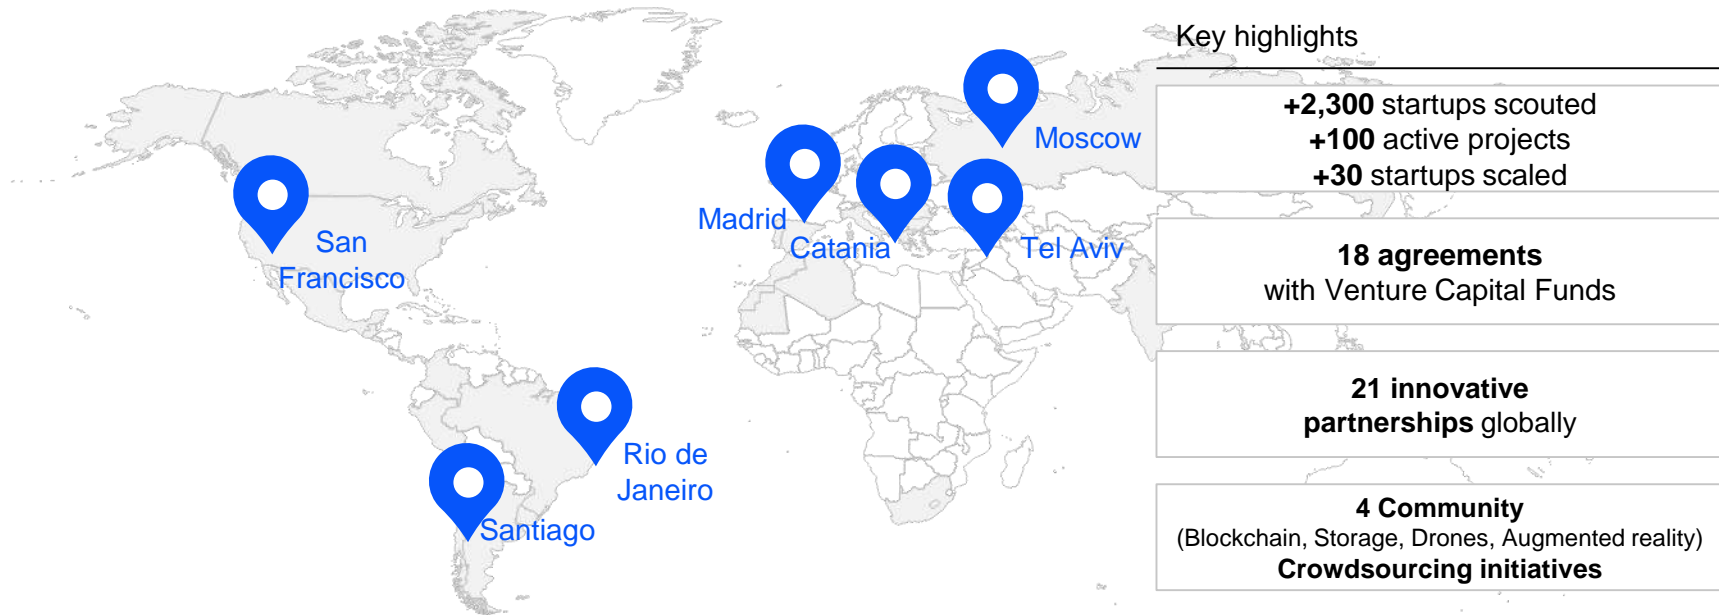 Key highlights
+2,300 startups scouted
+100 active projects
+30 startups scaled
18 agreements
with Venture Capital Funds
21 innovative
partnerships globally
4 Community
(Blockchain, Storage, Drones, Augmented reality)
Crowdsourcing initiatives
Moscow
Madrid
Catania
Tel Aviv
San
Francisco
Rio de
Janeiro
Santiago